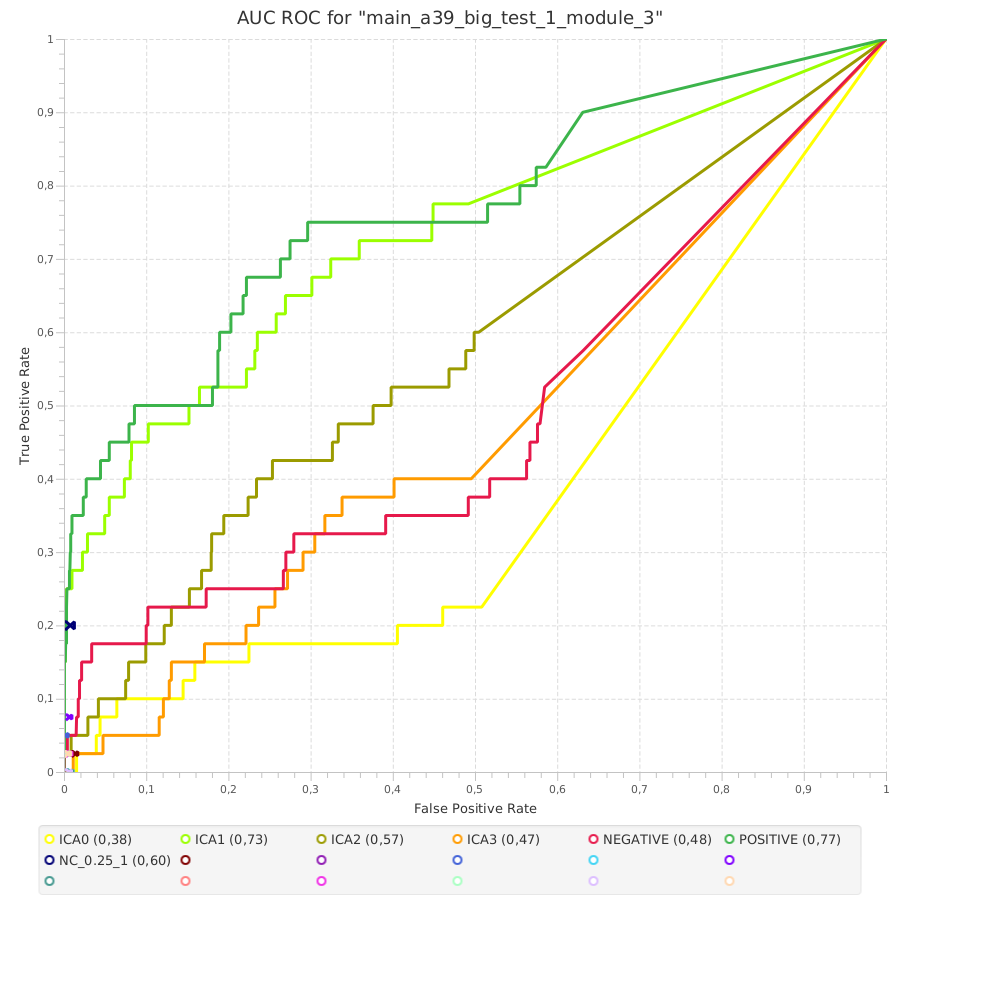 AUC ROC for "main_a39_big_test_1_module_3"
1
0,9
0,8
0,7
0,6
0,5
0,4
0,3
0,2
0,1
0
True Positive Rate
0 0,1 0,2 0,3 0,4 0,5 0,6 0,7 0,8 0,9 1
False Positive Rate
ICA0 (0,38) ICA1 (0,73) ICA2 (0,57) ICA3 (0,47) NEGATIVE (0,48) POSITIVE (0,77)
NC_0.25_1 (0,60)